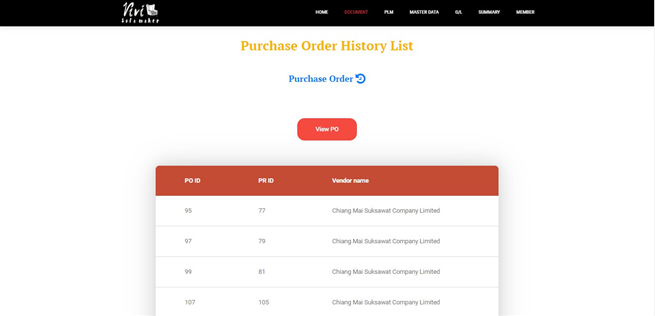 Vivi
Sofa maker
HOME DOCUMENT PLM MASTER DATA G/L SUMMARY MEMBER
Purchase Order History List
Purchase Order
View PO
PO ID PR ID Vendor name
95 77 Chiang Mai Suksawat Company Limited
97 79 Chiang Mai Suksawat Company Limited
99 81 Chiang Mai Suksawat Company Limited
107 105 Chiang Mai Suksawat Company Limited